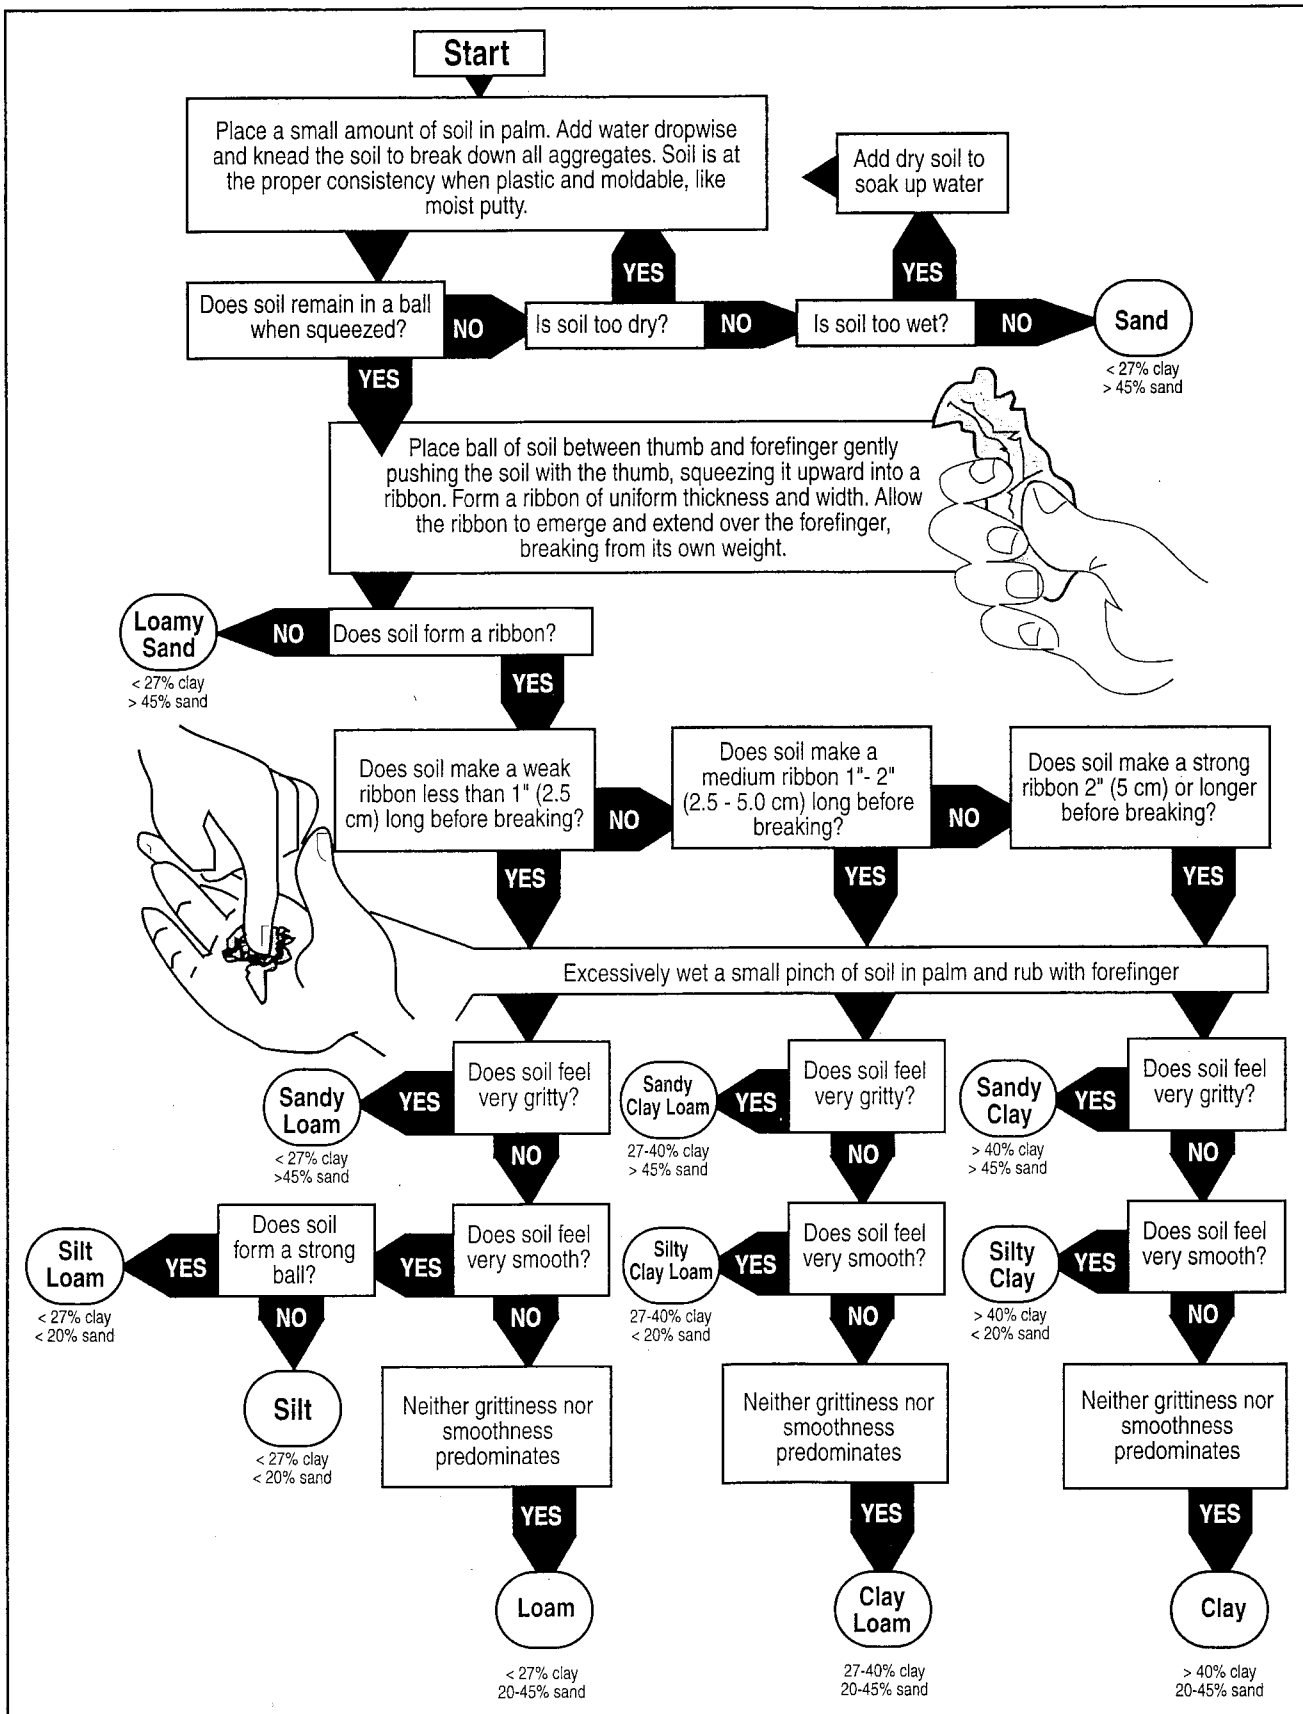 Start
Place a small amount of soil in palm. Add water dropwise
and knead the soil to break down all aggregates. Soil is at
the proper consistency when plastic and moldable, like
moist putty.
Add dry soil to
soak up water
YES
YES
Does soil remain in a ball
when squeezed?
NO
Is soil too dry?
NO
Is soil too wet?
NO
Sand
< 27% clay
> 45% sand
YES
Place ball of soil between thumb and forefinger gently
pushing the soil with the thumb, squeezing it upward into a
ribbon. Form a ribbon of uniform thickness and width. Allow
the ribbon to emerge and extend over the forefinger,
breaking from its own weight.
Loamy
Sand
< 27% clay
> 45% sand
NO
Does soil form a ribbon?
YES
Does soil make a weak
ribbon less than 1" (2.5
cm) long before breaking?
NO
Does soil make a
medium ribbon 1"- 2"
(2.5 - 5.0 cm) long before
breaking?
NO
Does soil make a strong
ribbon 2" (5 cm) or longer
before breaking?
YES
YES
YES
Excessively wet a small pinch of soil in palm and rub with forefinger
Sandy
Loam
< 27% clay
>45% sand
YES
Does soil feel
very gritty?
NO
Sandy
Clay Loam
27-40% clay
> 45% sand
YES
Does soil feel
very gritty?
NO
Sandy
Clay
> 40% clay
> 45% sand
YES
Does soil feel
very gritty?
NO
Silt
Loam
< 27% clay
< 20% sand
YES
Does soil
form a strong
ball?
NO
YES
Does soil feel
very smooth?
NO
Silty
Clay Loam
27-40% clay
< 20% sand
YES
Does soil feel
very smooth?
NO
Silty
Clay
> 40% clay
< 20% sand
YES
Does soil feel
very smooth?
NO
Silt
< 27% clay
< 20% sand
Neither grittiness nor
smoothness
predominates
Neither grittiness nor
smoothness
predominates
Neither grittiness nor
smoothness
predominates
YES
YES
YES
Loam
< 27% clay
20-45% sand
Clay
Loam
27-40% clay
20-45% sand
Clay
> 40% clay
20-45% sand